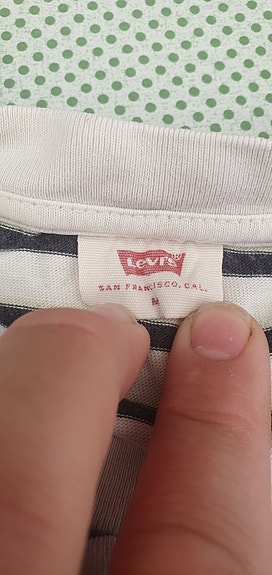 Levi's®
SAN FRANCISCO, CAL.
M